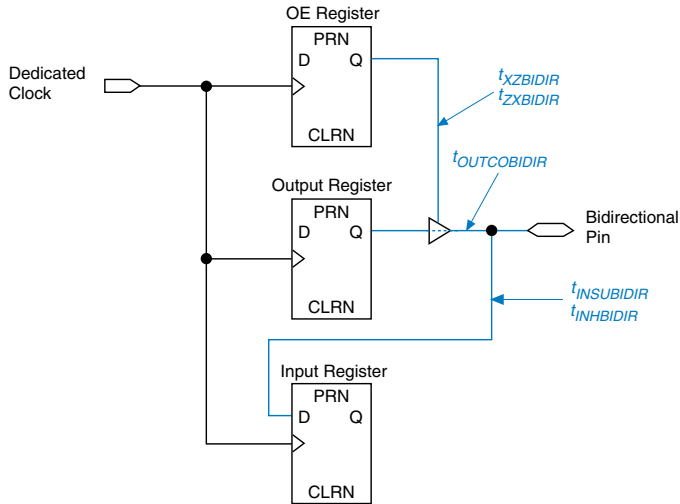 OE Register
PRN
D Q
CLRN
Dedicated
Clock
tXZBIDIR
tZXBIDIR
tOUTCOBIDIR
Output Register
PRN
D Q
CLRN
Bidirectional
Pin
tINSUBIDIR
tINHBIDIR
Input Register
PRN
D Q
CLRN